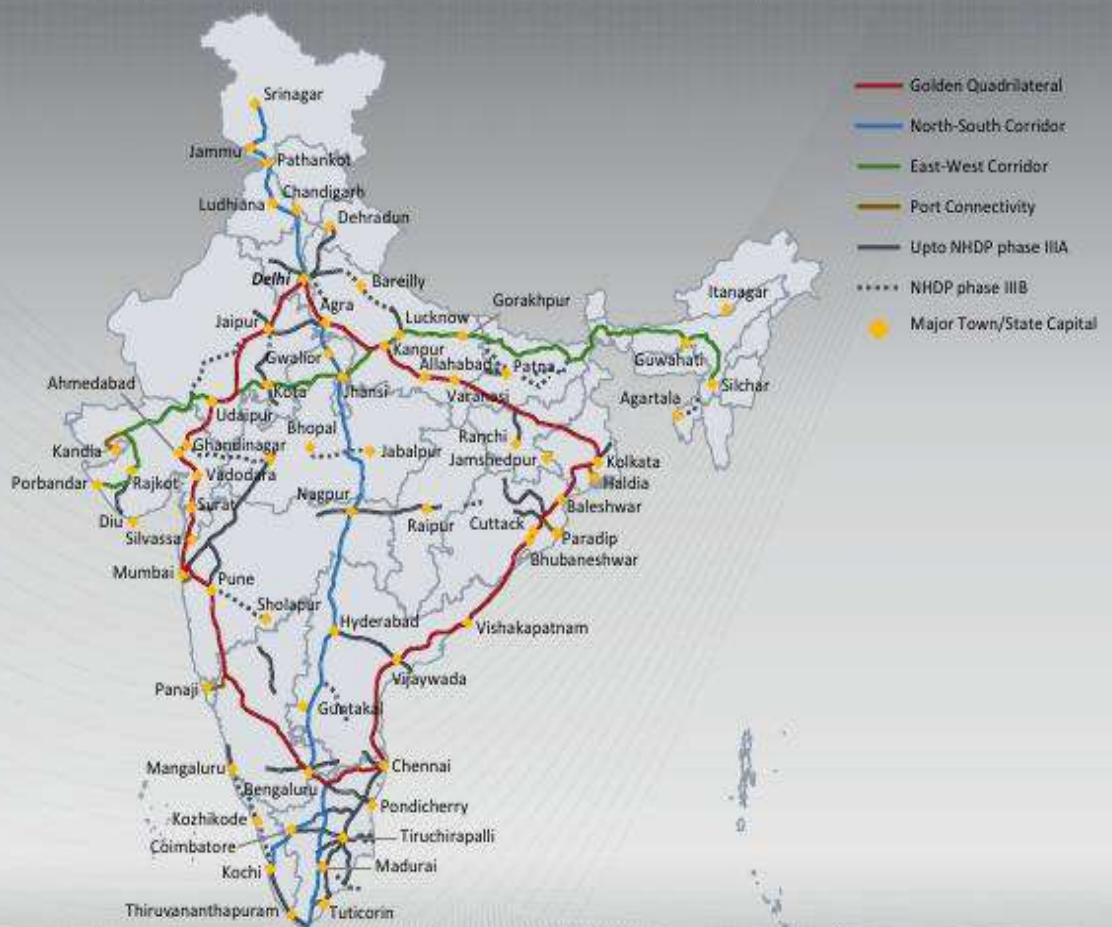 Srinagar
Jammu
Pathankot
Chandigarh
Ludhiana
Dehradun
Delhi
Bareilly
Agra
Gorakhpur
Itanagar
Jaipur
Lucknow
Gwalior
Kanpur
Allahabad
Patna
Guwahati
Ahmedabad
Kota
Jhansi
Varanasi
Silchar
Udaipur
Agartala
Bhopal
Kandia
Ghandinagar
Jabalpur
Ranchi
Jamshedpur
Kolkata
Porbandar
Rajkot
Vadodara
Haldia
Nagpur
Surat
Baleshwar
Diu
Raipur
Cuttack
Silvassa
Paradip
Bhubaneshwar
Mumbai
Pune
Sholapur
Hyderabad
Vishakapatnam
Vijaywada
Panaji
Guntakal
Mangaluru
Chennai
Bengaluru
Pondicherry
Kozhikode
Tiruchirapalli
Coimbatore
Kochi
Madurai
Thiruvananthapuram
Tuticorin
Golden Quadrilateral
North-South Corridor
East-West Corridor
Port Connectivity
Upto NHDP phase IIIA
NHDP phase IIIB
Major Town/State Capital